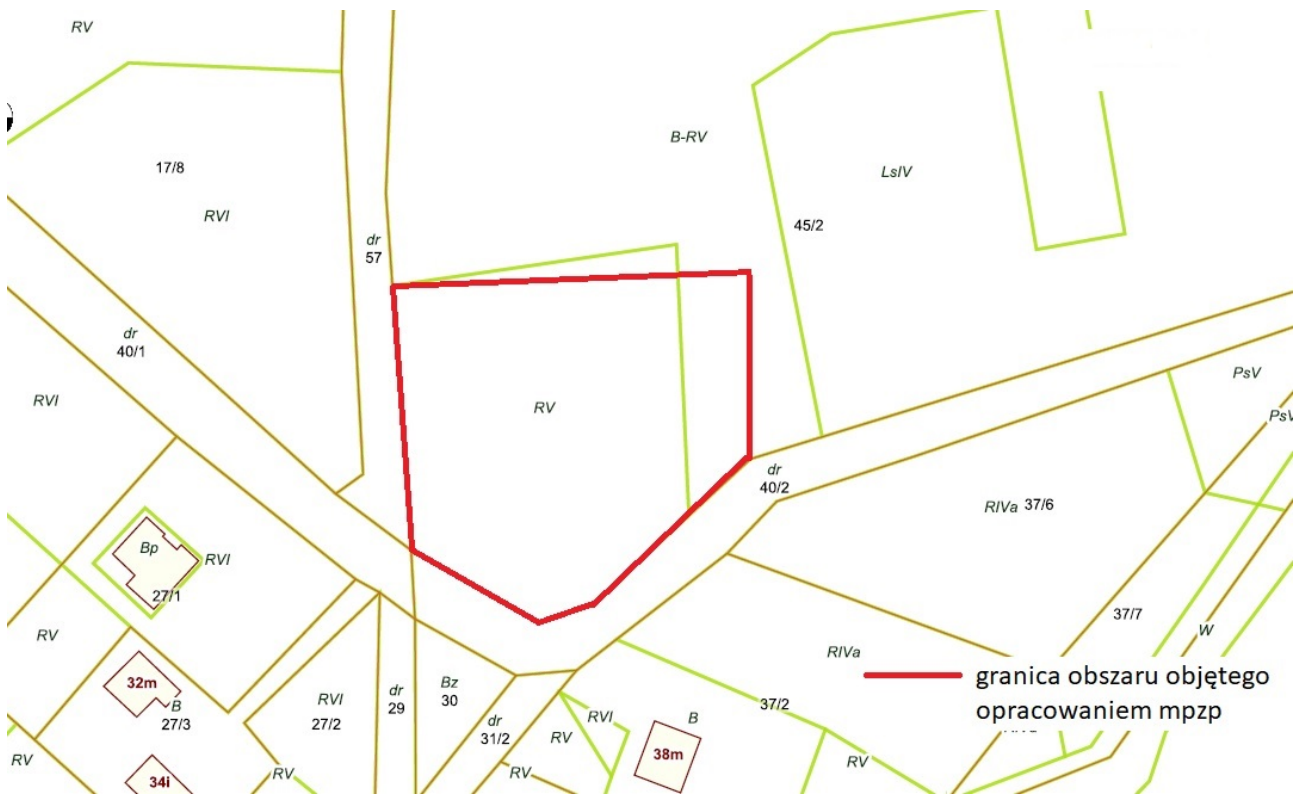 RV
B-RV
17/8
LsIV
RVI
45/2
dr
57
dr
40/1
PsV
RVI
RV
PsV
dr
40/2
RIVa 37/6
Bp
RVI
27/1
37/7
RV
W
RIVa
32m
B
27/3
RVI
27/2
dr
29
Bz
30
granica obszaru objętego
opracowaniem mpzp
37/2
RVI
B
dr
31/2
RV
38m
RV
RV
RV
RV
34i